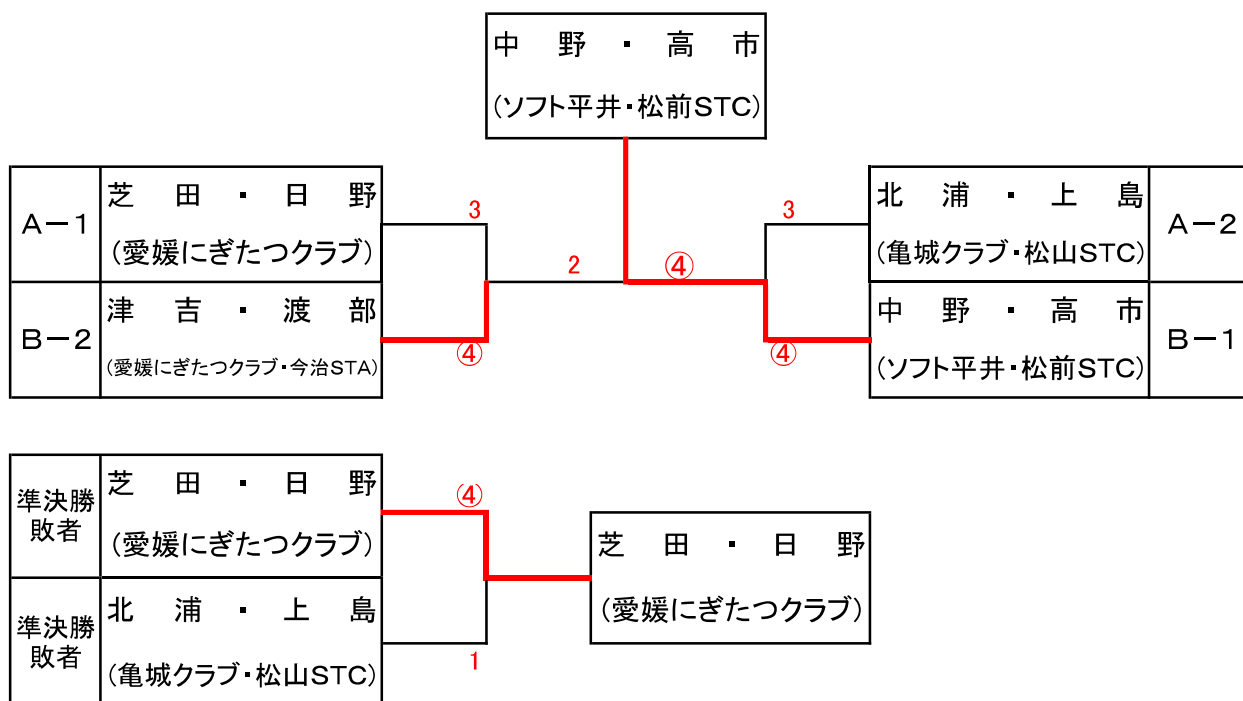 中野・高市
(ソフト平井・松前STC)
A-1
芝田・日野
(愛媛にぎたつクラブ)
3
3
北浦・上島
(亀城クラブ・松山STC)
A-2
2
④
B-2
津吉・渡部
(愛媛にぎたつクラブ・今治STA)
④
④
中野・高市
(ソフト平井・松前STC)
B-1
準決勝
敗者
芝田・日野
(愛媛にぎたつクラブ)
④
芝田・日野
(愛媛にぎたつクラブ)
準決勝
敗者
北浦・上島
(亀城クラブ・松山STC)
1